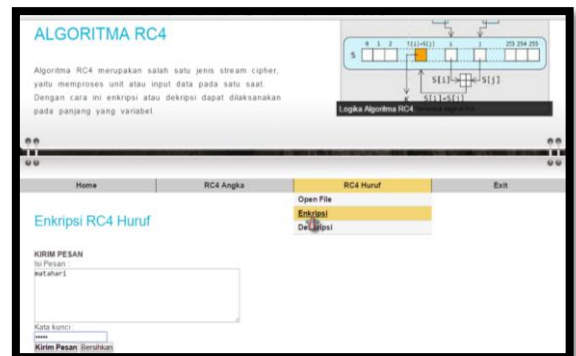 ALGORITMA RC4
Algoritma RC4 merupakan salah satu jenis stream cipher,
yaitu memproses unit atau input data pada satu saat.
Dengan cara ini enkripsi atau dekripsi dapat dilaksanakan
pada panjang yang variabel.
0 1 2 i j 253 254 255
S
S[i] S[j]
K
Logika Algoritma RC4
Home RC4 Angka RC4 Huruf Exit
Open File
Enkripsi
Enkripsi RC4 Huruf
KIRIM PESAN
Isi Pesan :
matahari
Kata kunci :
•••••
Kirim Pesan Bersihkan